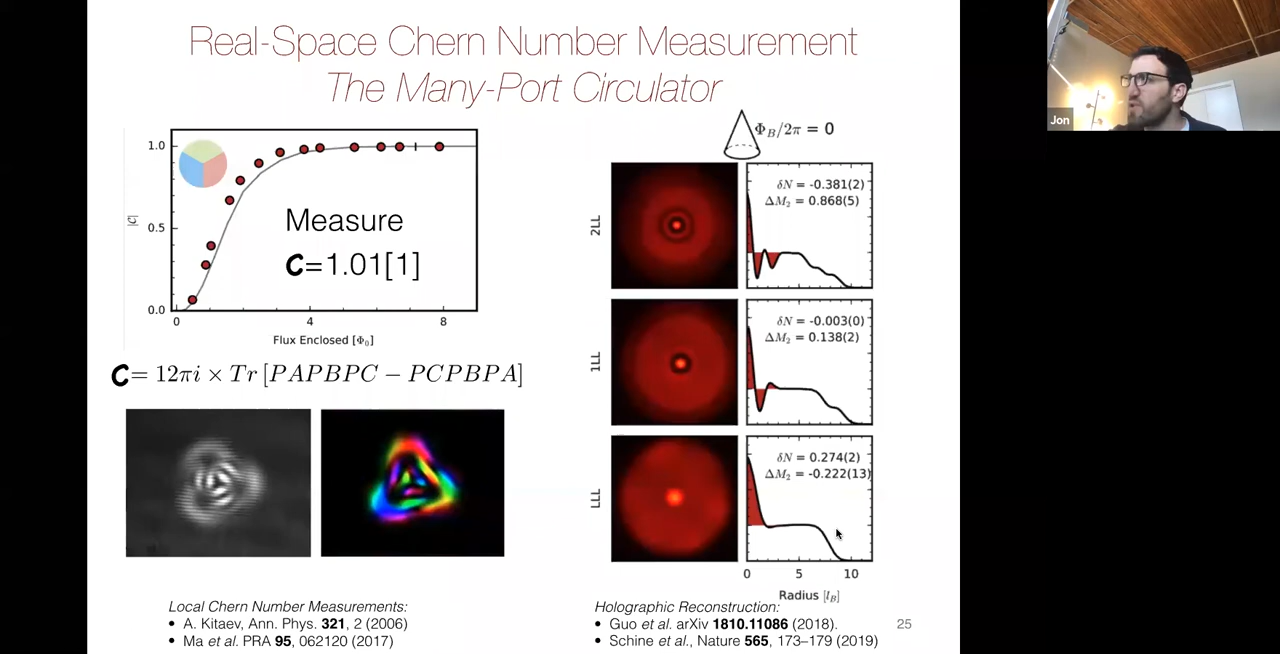 Real-Space Chern Number Measurement
The Many-Port Circulator
1.0
0.5
0.0
|C|
Measure
C=1.01[1]
0
4
8
Flux Enclosed [Φ₀]
C = 12πi × Tr [PAPBPC − PCPBPA]
Local Chern Number Measurements:
• A. Kitaev, Ann. Phys. 321, 2 (2006)
• Ma et al. PRA 95, 062120 (2017)
Φ_B/2π = 0
2LL
δN = -0.381(2)
ΔM₂ = 0.868(5)
1LL
δN = -0.003(0)
ΔM₂ = 0.138(2)
LLL
δN = 0.274(2)
ΔM₂ = -0.222(13)
0
5
10
Radius [l_B]
Holographic Reconstruction:
• Guo et al. arXiv 1810.11086 (2018).
• Schine et al., Nature 565, 173–179 (2019)
25
Jon